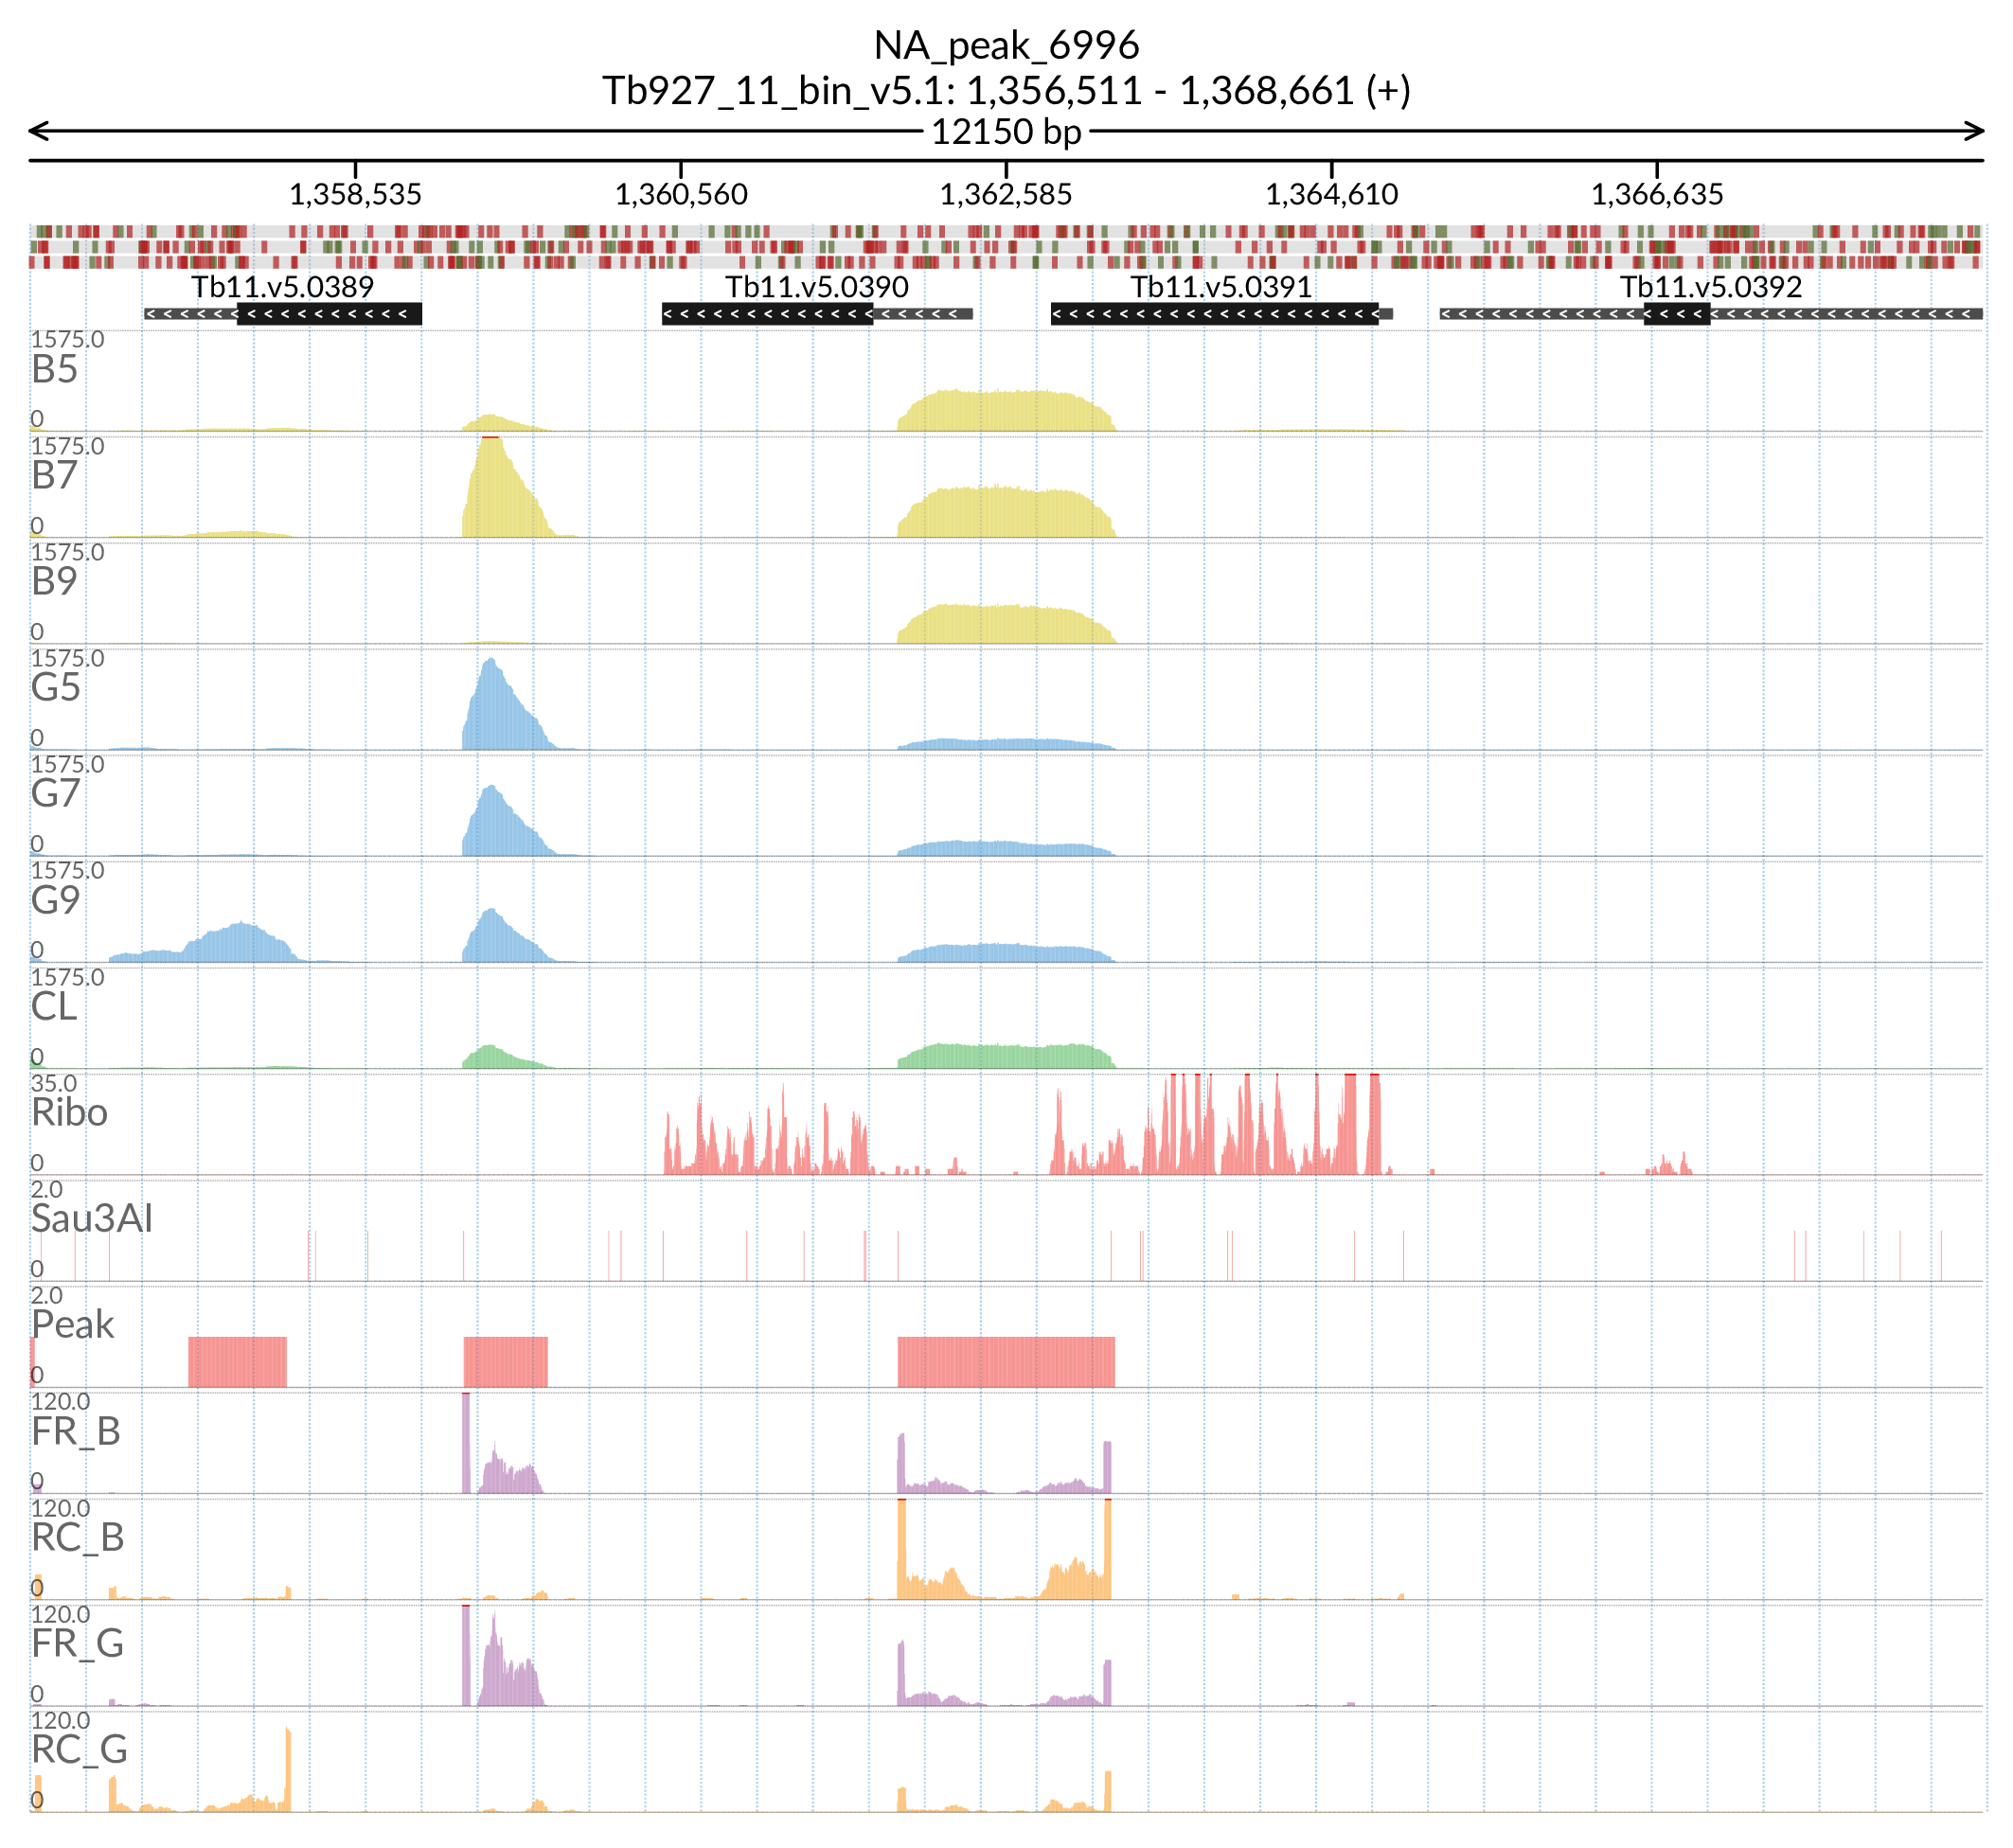 NA_peak_6996
Tb927_11_bin_v5.1: 1,356,511 - 1,368,661 (+)
12150 bp
1,358,535 1,360,560 1,362,585 1,364,610 1,366,635
Tb11.v5.0389 Tb11.v5.0390 Tb11.v5.0391 Tb11.v5.0392
1575.0
B5
0
1575.0
B7
0
1575.0
B9
0
1575.0
G5
0
1575.0
G7
0
1575.0
G9
0
1575.0
CL
0
35.0
Ribo
0
2.0
Sau3AI
0
2.0
Peak
0
120.0
FR_B
0
120.0
RC_B
0
120.0
FR_G
0
120.0
RC_G
0